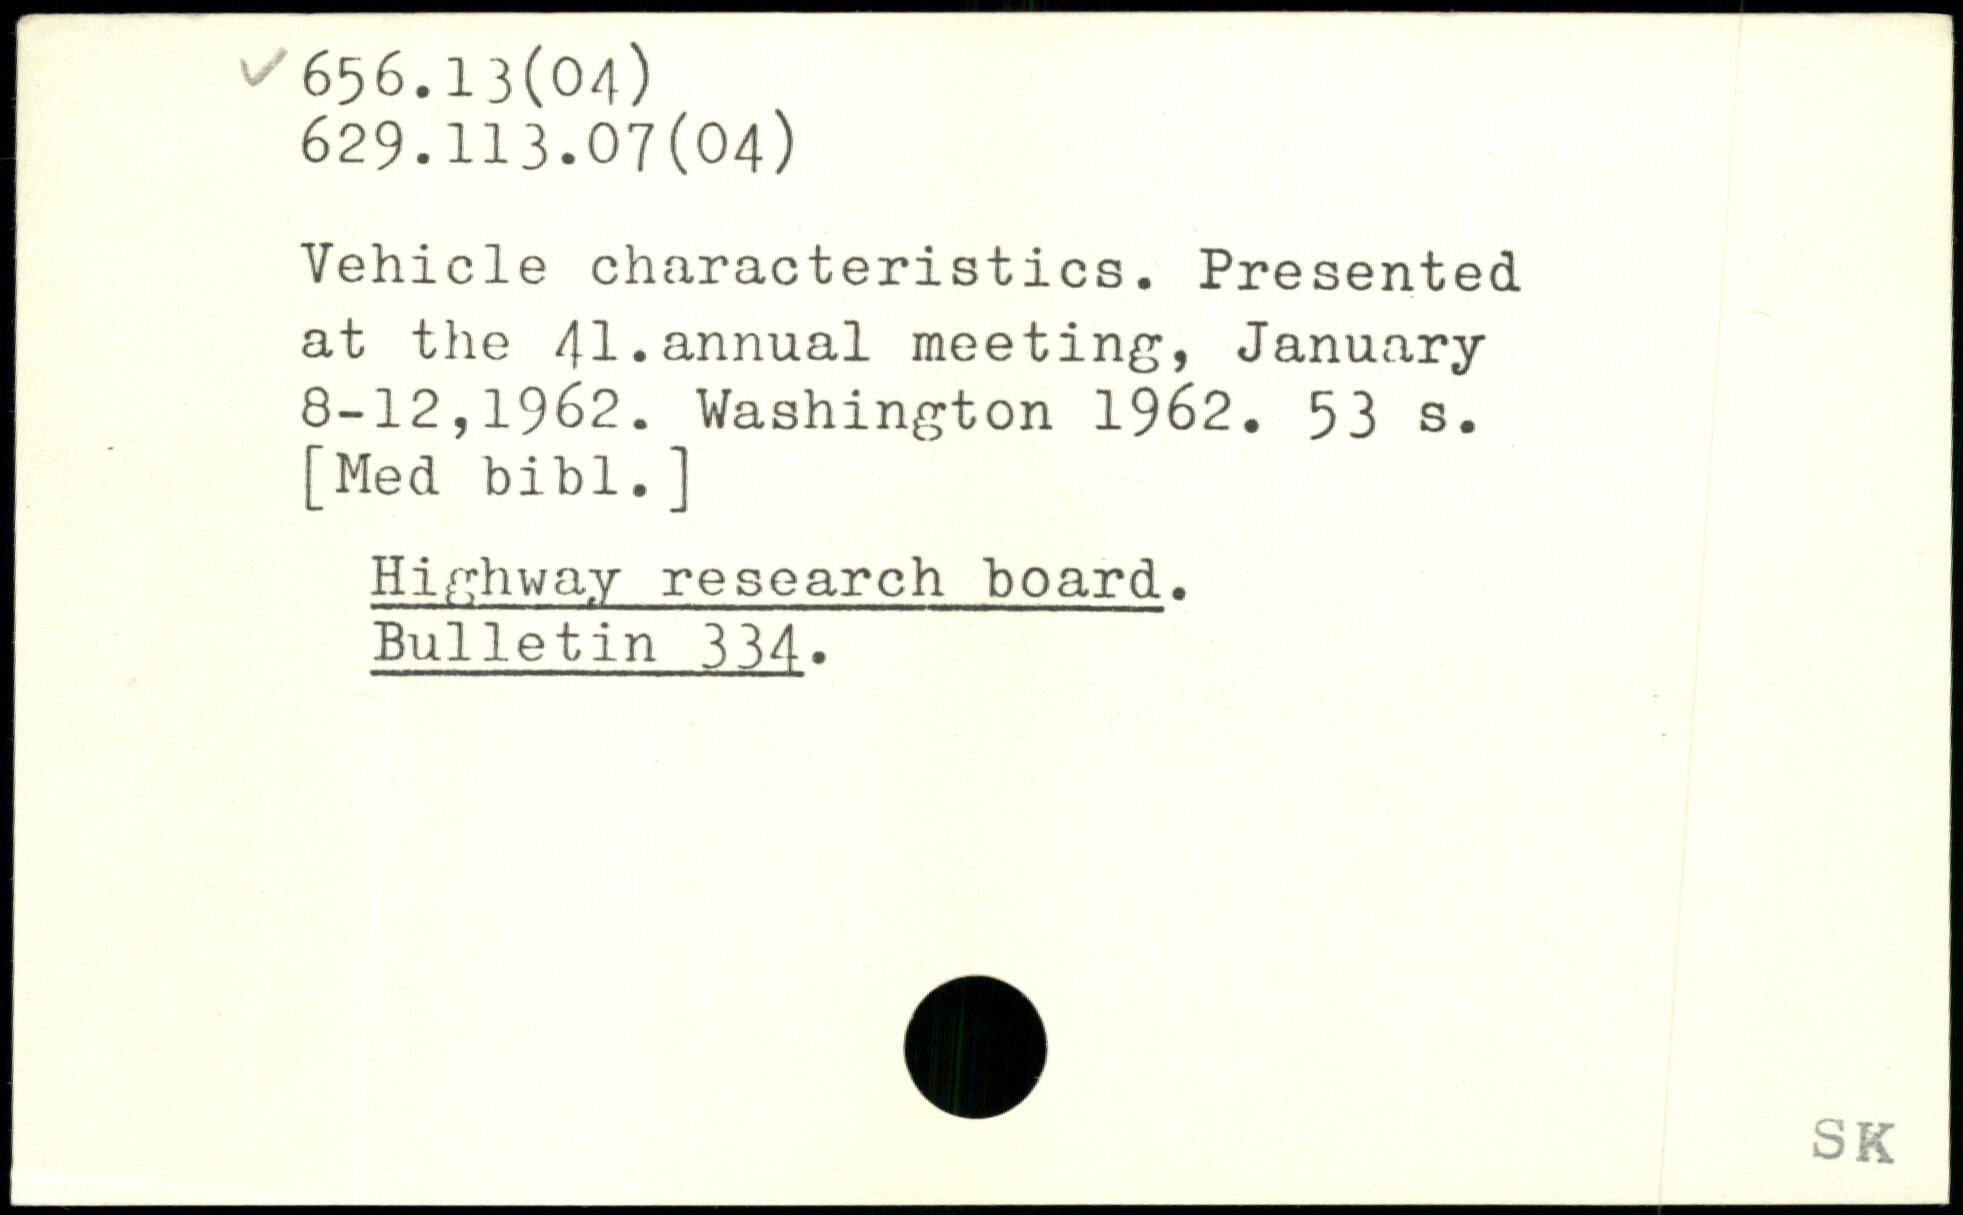 ✓ 656.13(04)
629.113.07(04)
Vehicle characteristics. Presented
at the 41.annual meeting, January
8-12,1962. Washington 1962. 53 s.
[Med bibl.]
Highway research board.
Bulletin 334.
SK